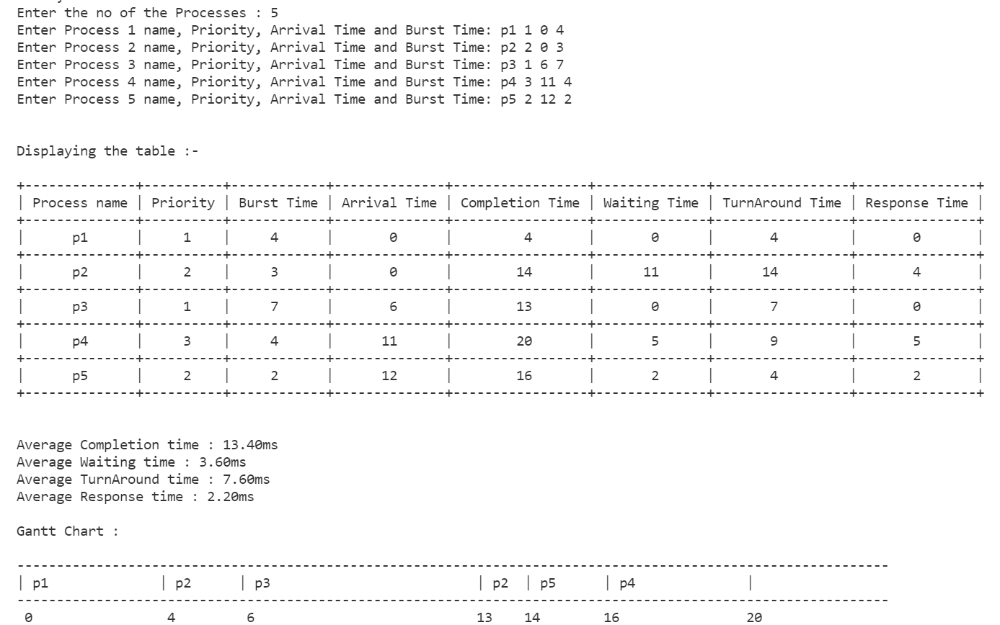 Enter the no of the Processes : 5
Enter Process 1 name, Priority, Arrival Time and Burst Time: p1 1 0 4
Enter Process 2 name, Priority, Arrival Time and Burst Time: p2 2 0 3
Enter Process 3 name, Priority, Arrival Time and Burst Time: p3 1 6 7
Enter Process 4 name, Priority, Arrival Time and Burst Time: p4 3 11 4
Enter Process 5 name, Priority, Arrival Time and Burst Time: p5 2 12 2
Displaying the table :-
+--------------+----------+------------+--------------+-----------------+--------------+-----------------+---------------+
| Process name | Priority | Burst Time | Arrival Time | Completion Time | Waiting Time | TurnAround Time | Response Time |
+--------------+----------+------------+--------------+-----------------+--------------+-----------------+---------------+
| p1 | 1 | 4 | 0 | 4 | 0 | 4 | 0 |
+--------------+----------+------------+--------------+-----------------+--------------+-----------------+---------------+
| p2 | 2 | 3 | 0 | 14 | 11 | 14 | 4 |
+--------------+----------+------------+--------------+-----------------+--------------+-----------------+---------------+
| p3 | 1 | 7 | 6 | 13 | 0 | 7 | 0 |
+--------------+----------+------------+--------------+-----------------+--------------+-----------------+---------------+
| p4 | 3 | 4 | 11 | 20 | 5 | 9 | 5 |
+--------------+----------+------------+--------------+-----------------+--------------+-----------------+---------------+
| p5 | 2 | 2 | 12 | 16 | 2 | 4 | 2 |
+--------------+----------+------------+--------------+-----------------+--------------+-----------------+---------------+
Average Completion time : 13.40ms
Average Waiting time : 3.60ms
Average TurnAround time : 7.60ms
Average Response time : 2.20ms
Gantt Chart :
--------------------------------------------------------------------------------------------------------------
| p1 | p2 | p3 | p2 | p5 | p4 |
--------------------------------------------------------------------------------------------------------------
0 4 6 13 14 16 20